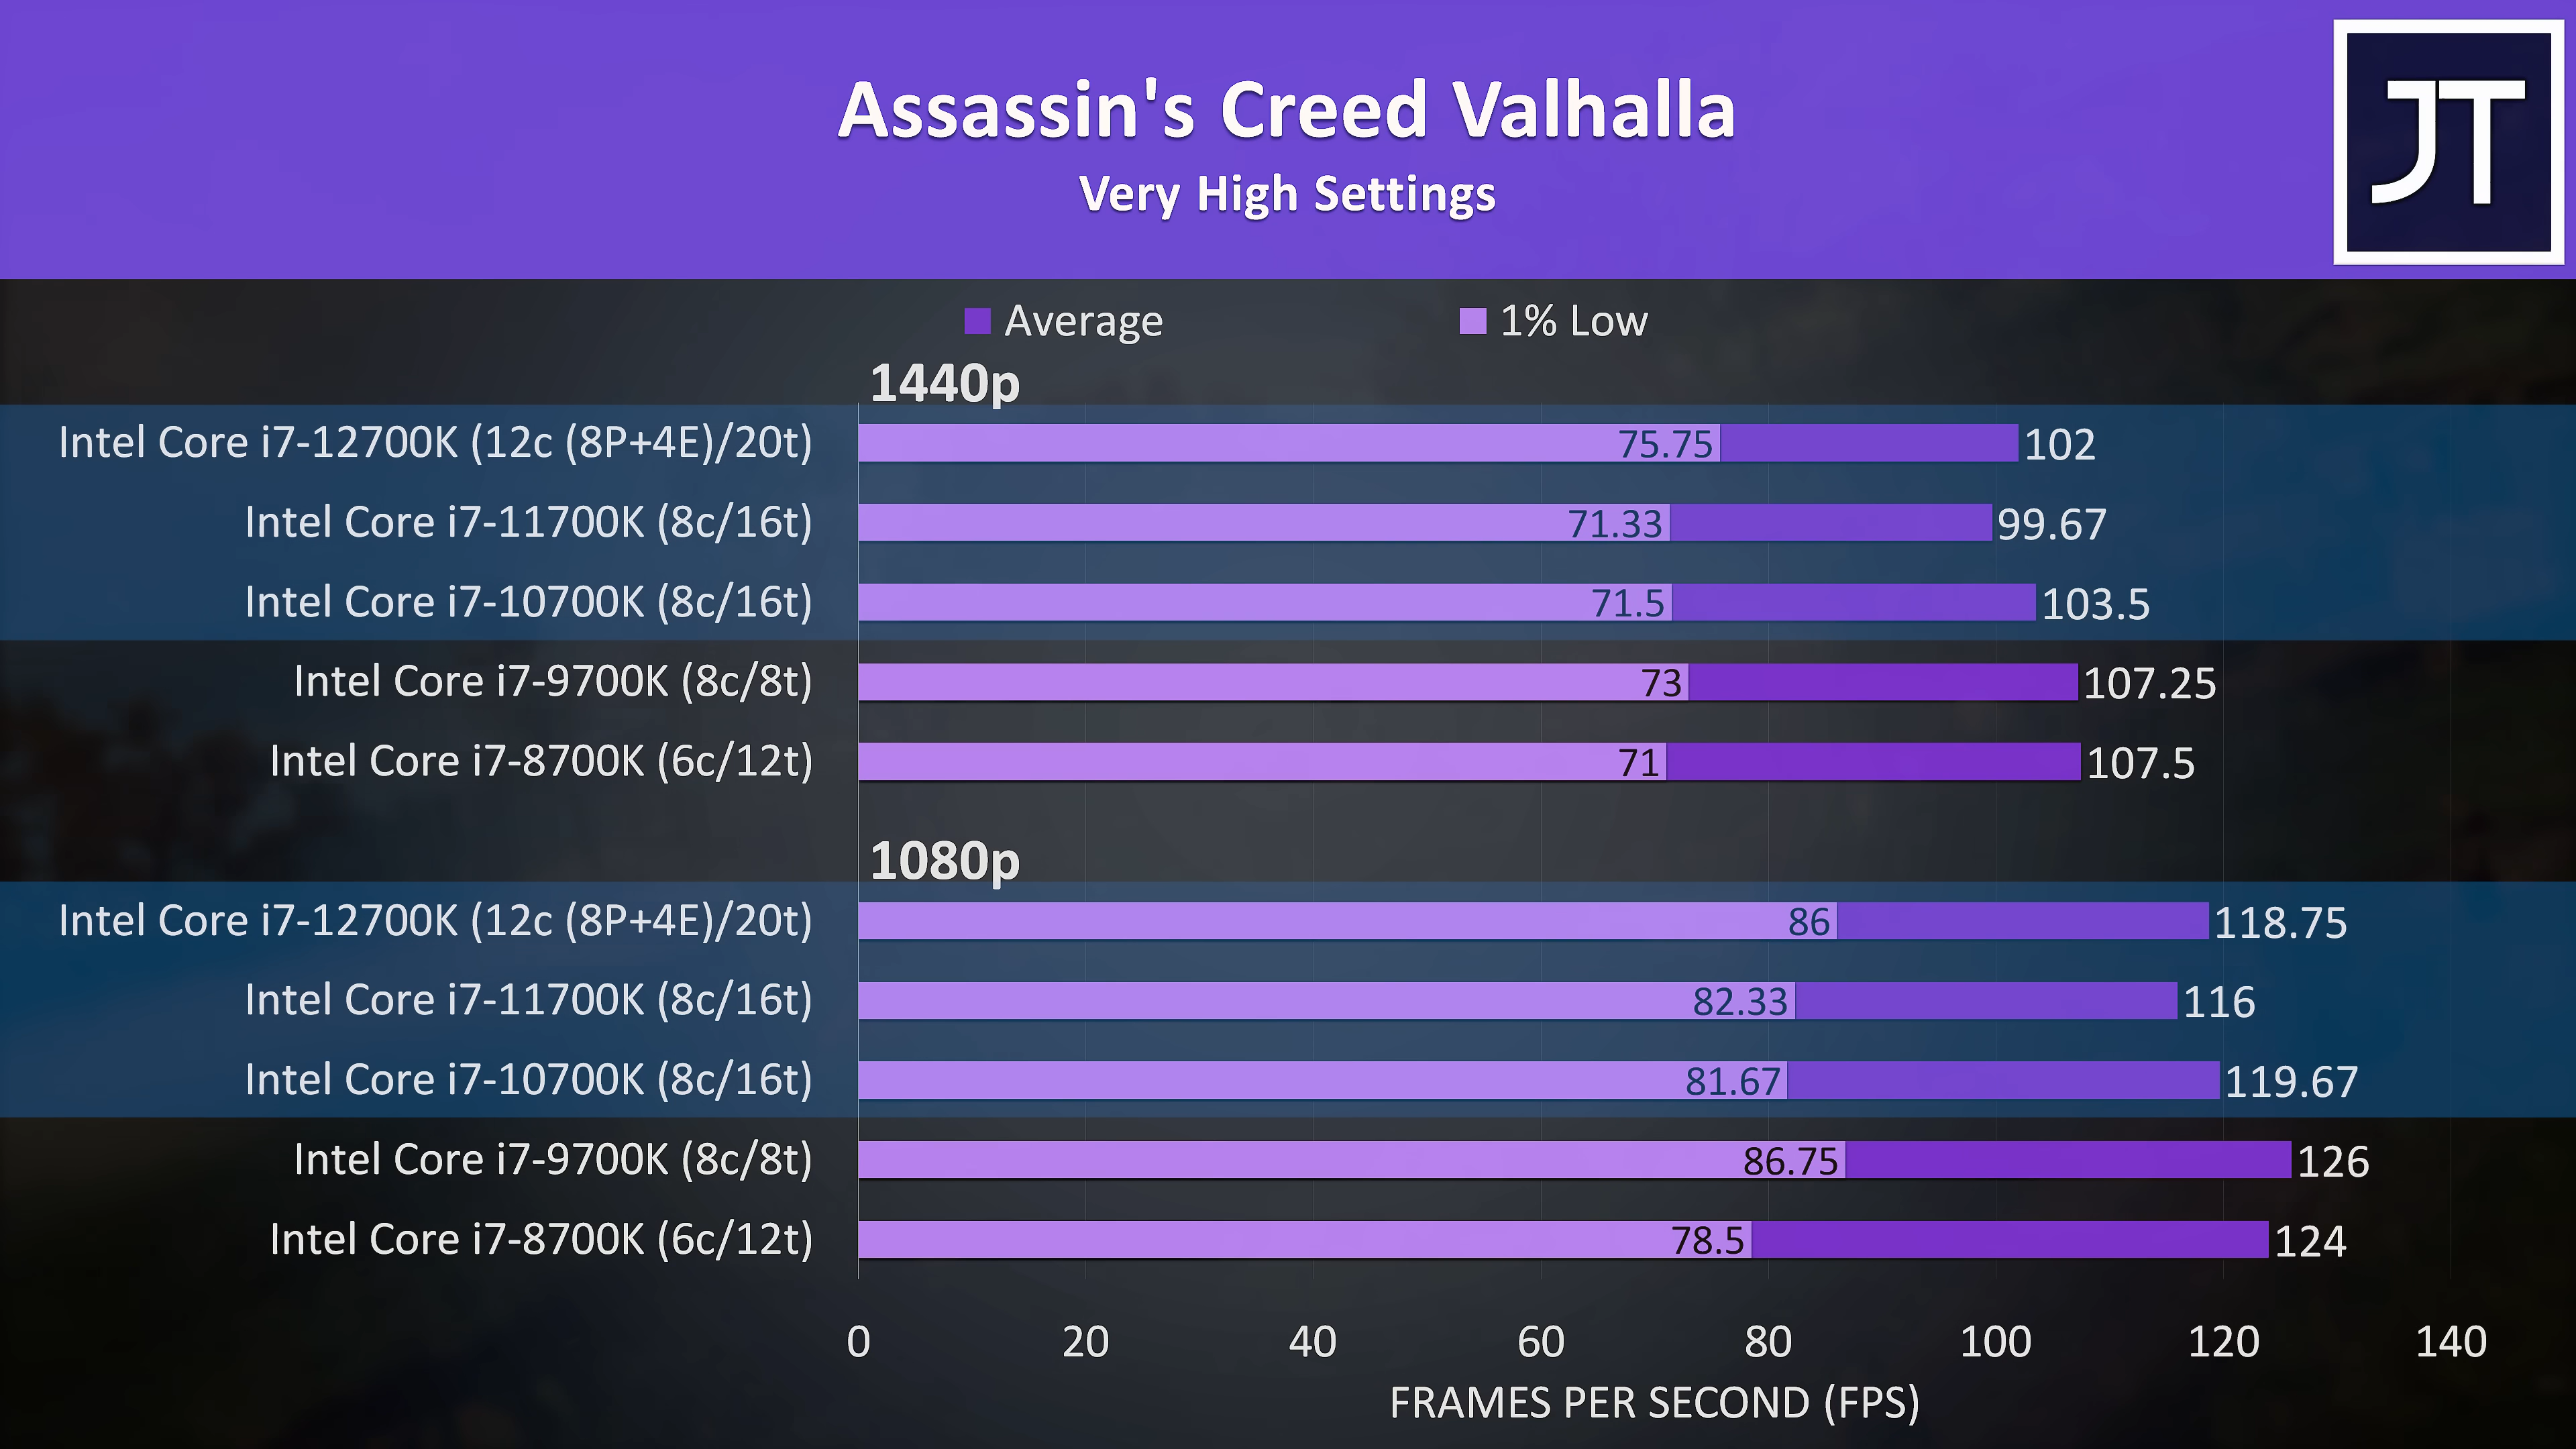 Assassin's Creed Valhalla
Very High Settings
JT
Average 1% Low
1440p
Intel Core i7-12700K (12c (8P+4E)/20t) 75.75 102
Intel Core i7-11700K (8c/16t) 71.33 99.67
Intel Core i7-10700K (8c/16t) 71.5 103.5
Intel Core i7-9700K (8c/8t) 73 107.25
Intel Core i7-8700K (6c/12t) 71 107.5
1080p
Intel Core i7-12700K (12c (8P+4E)/20t) 86 118.75
Intel Core i7-11700K (8c/16t) 82.33 116
Intel Core i7-10700K (8c/16t) 81.67 119.67
Intel Core i7-9700K (8c/8t) 86.75 126
Intel Core i7-8700K (6c/12t) 78.5 124
0 20 40 60 80 100 120 140
FRAMES PER SECOND (FPS)